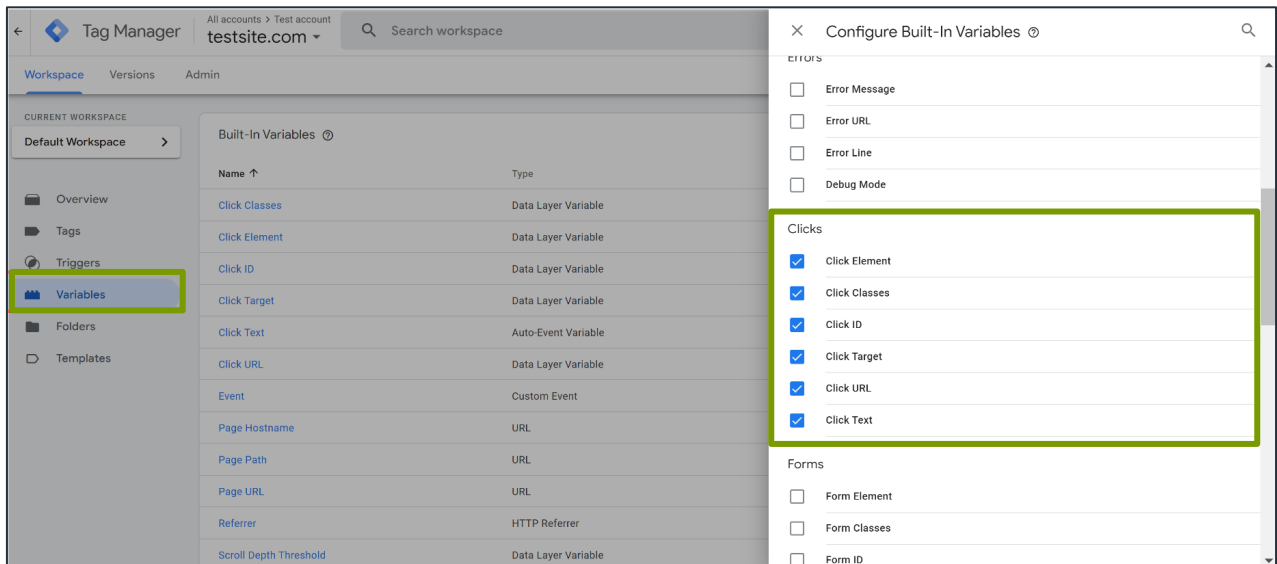 Tag Manager
All accounts > Test account
testsite.com
Search workspace
Workspace Versions Admin
CURRENT WORKSPACE
Default Workspace
Overview
Tags
Triggers
Variables
Folders
Templates
Built-In Variables
Name Type
Click Classes Data Layer Variable
Click Element Data Layer Variable
Click ID Data Layer Variable
Click Target Data Layer Variable
Click Text Auto-Event Variable
Click URL Data Layer Variable
Event Custom Event
Page Hostname URL
Page Path URL
Page URL URL
Referrer HTTP Referrer
Scroll Depth Threshold Data Layer Variable
Configure Built-In Variables
Errors
Error Message
Error URL
Error Line
Debug Mode
Clicks
Click Element
Click Classes
Click ID
Click Target
Click URL
Click Text
Forms
Form Element
Form Classes
Form ID